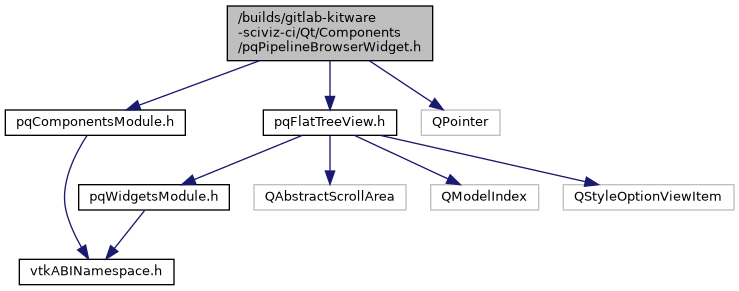 /builds/gitlab-kitware
-sciviz-ci/Qt/Components
/pqPipelineBrowserWidget.h
pqComponentsModule.h
pqFlatTreeView.h
QPointer
pqWidgetsModule.h
QAbstractScrollArea
QModelIndex
QStyleOptionViewItem
vtkABINamespace.h